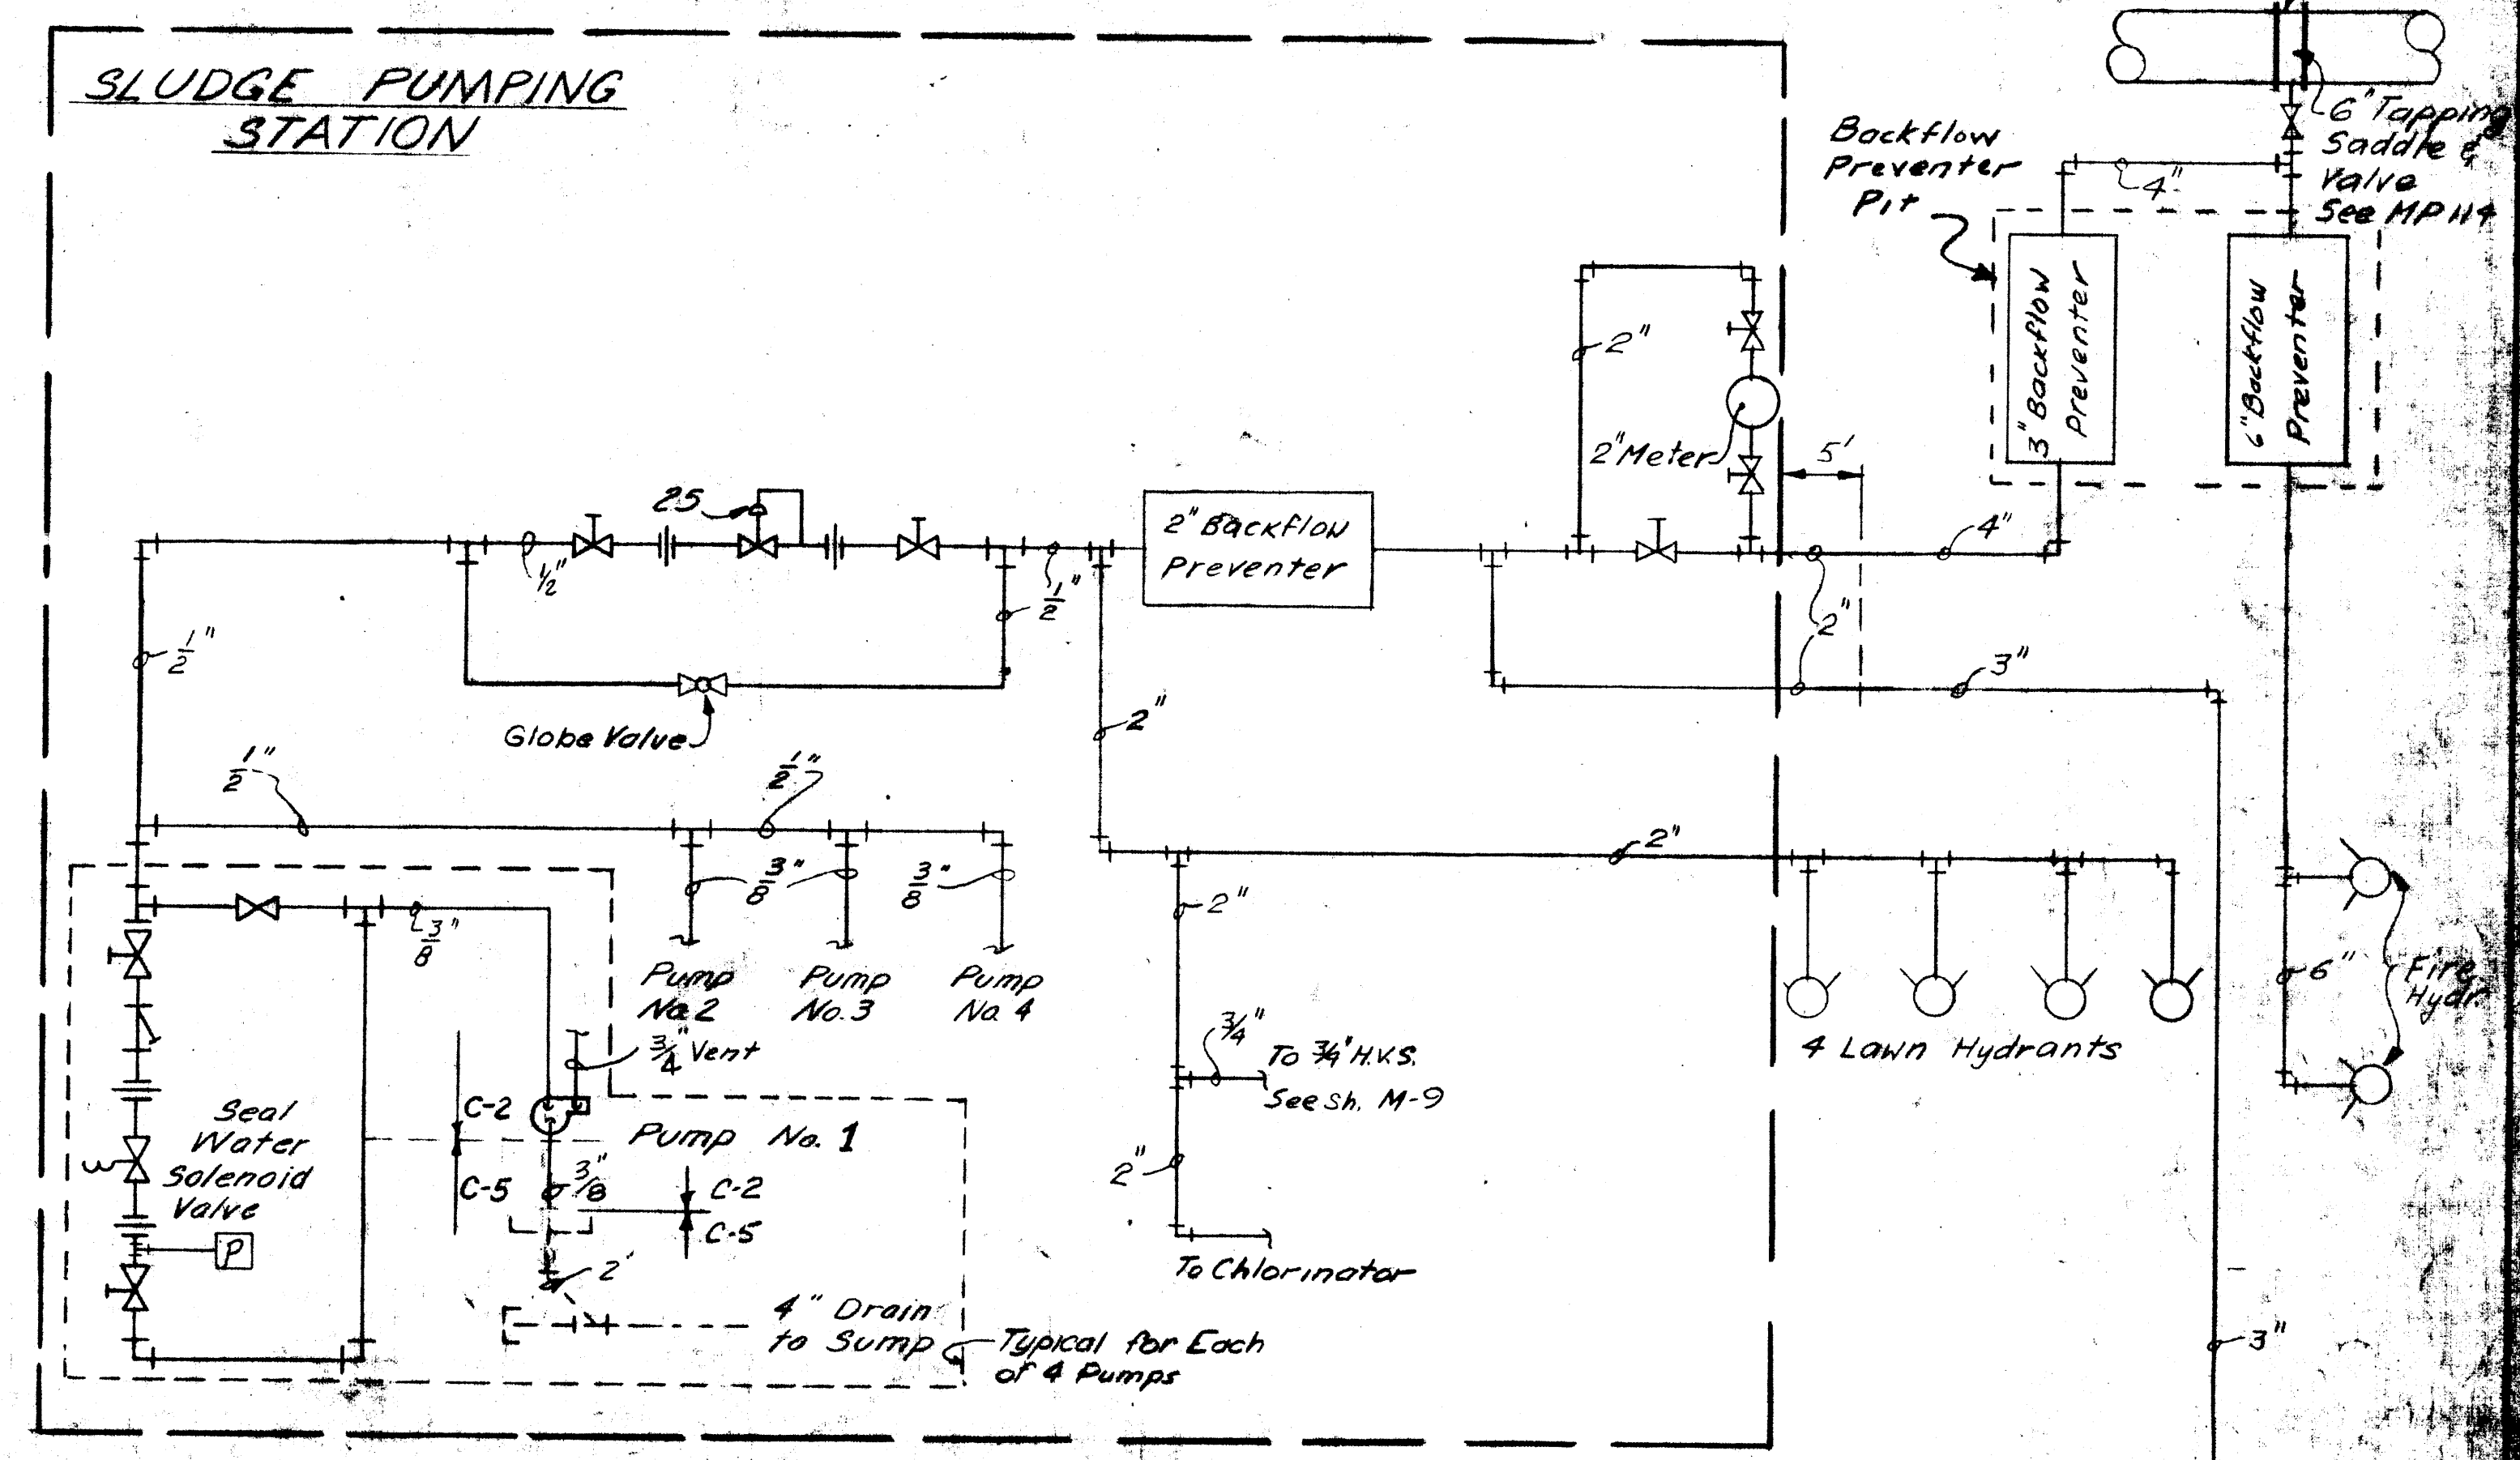 SLUDGE PUMPING
STATION
6" Tapping
Saddle &
Valve
See MP 114
Backflow
Preventer
Pit
4"
3" Backflow
Preventer
6" Backflow
Preventer
2"
2" Meter
5'
25
2" Backflow
Preventer
4"
1/2"
1/2"
2"
1/2"
3"
Globe Valve
2"
1/2"
1/2"
2"
3/8"
3/8"
3/8"
2"
Pump
No. 2
Pump
No. 3
Pump
No. 4
6"
Fire
Hydr.
3/4" Vent
3/4"
To 3/4" H.V.S.
See Sh. M-9
4 Lawn Hydrants
Seal
Water
Solenoid
Valve
C-2
Pump No. 1
C-5
3/8"
C-2
C-5
2"
P
2'
To Chlorinator
4" Drain
to Sump
Typical for Each
of 4 Pumps
3"